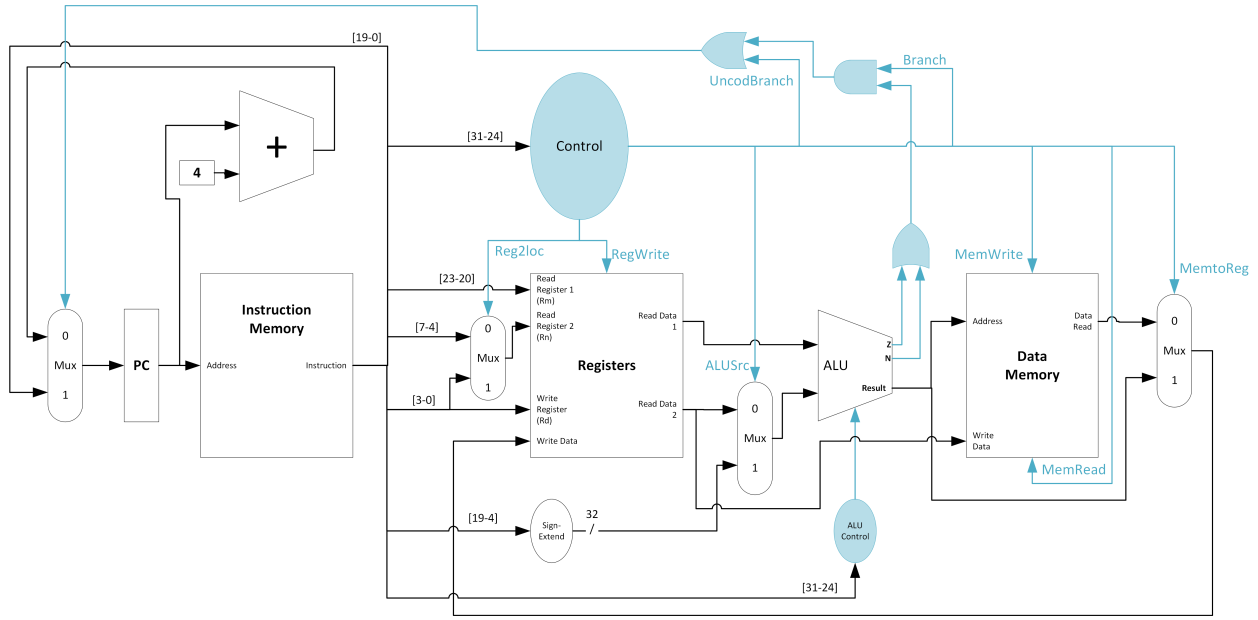 [19-0]
Branch
UncodBranch
+
4
[31-24]
Control
Reg2loc
RegWrite
MemWrite
MemtoReg
[23-20]
[7-4]
[3-0]
0
Mux
1
PC
Instruction
Memory
Address
Instruction
0
Mux
1
Read
Register 1
(Rm)
Read
Register 2
(Rn)
Registers
Write
Register
(Rd)
Write Data
Read Data
1
Read Data
2
ALUSrc
0
Mux
1
ALU
Z
N
Result
Address
Data
Read
Data
Memory
Write
Data
MemRead
0
Mux
1
[19-4]
Sign-
Extend
32
/
ALU
Control
[31-24]